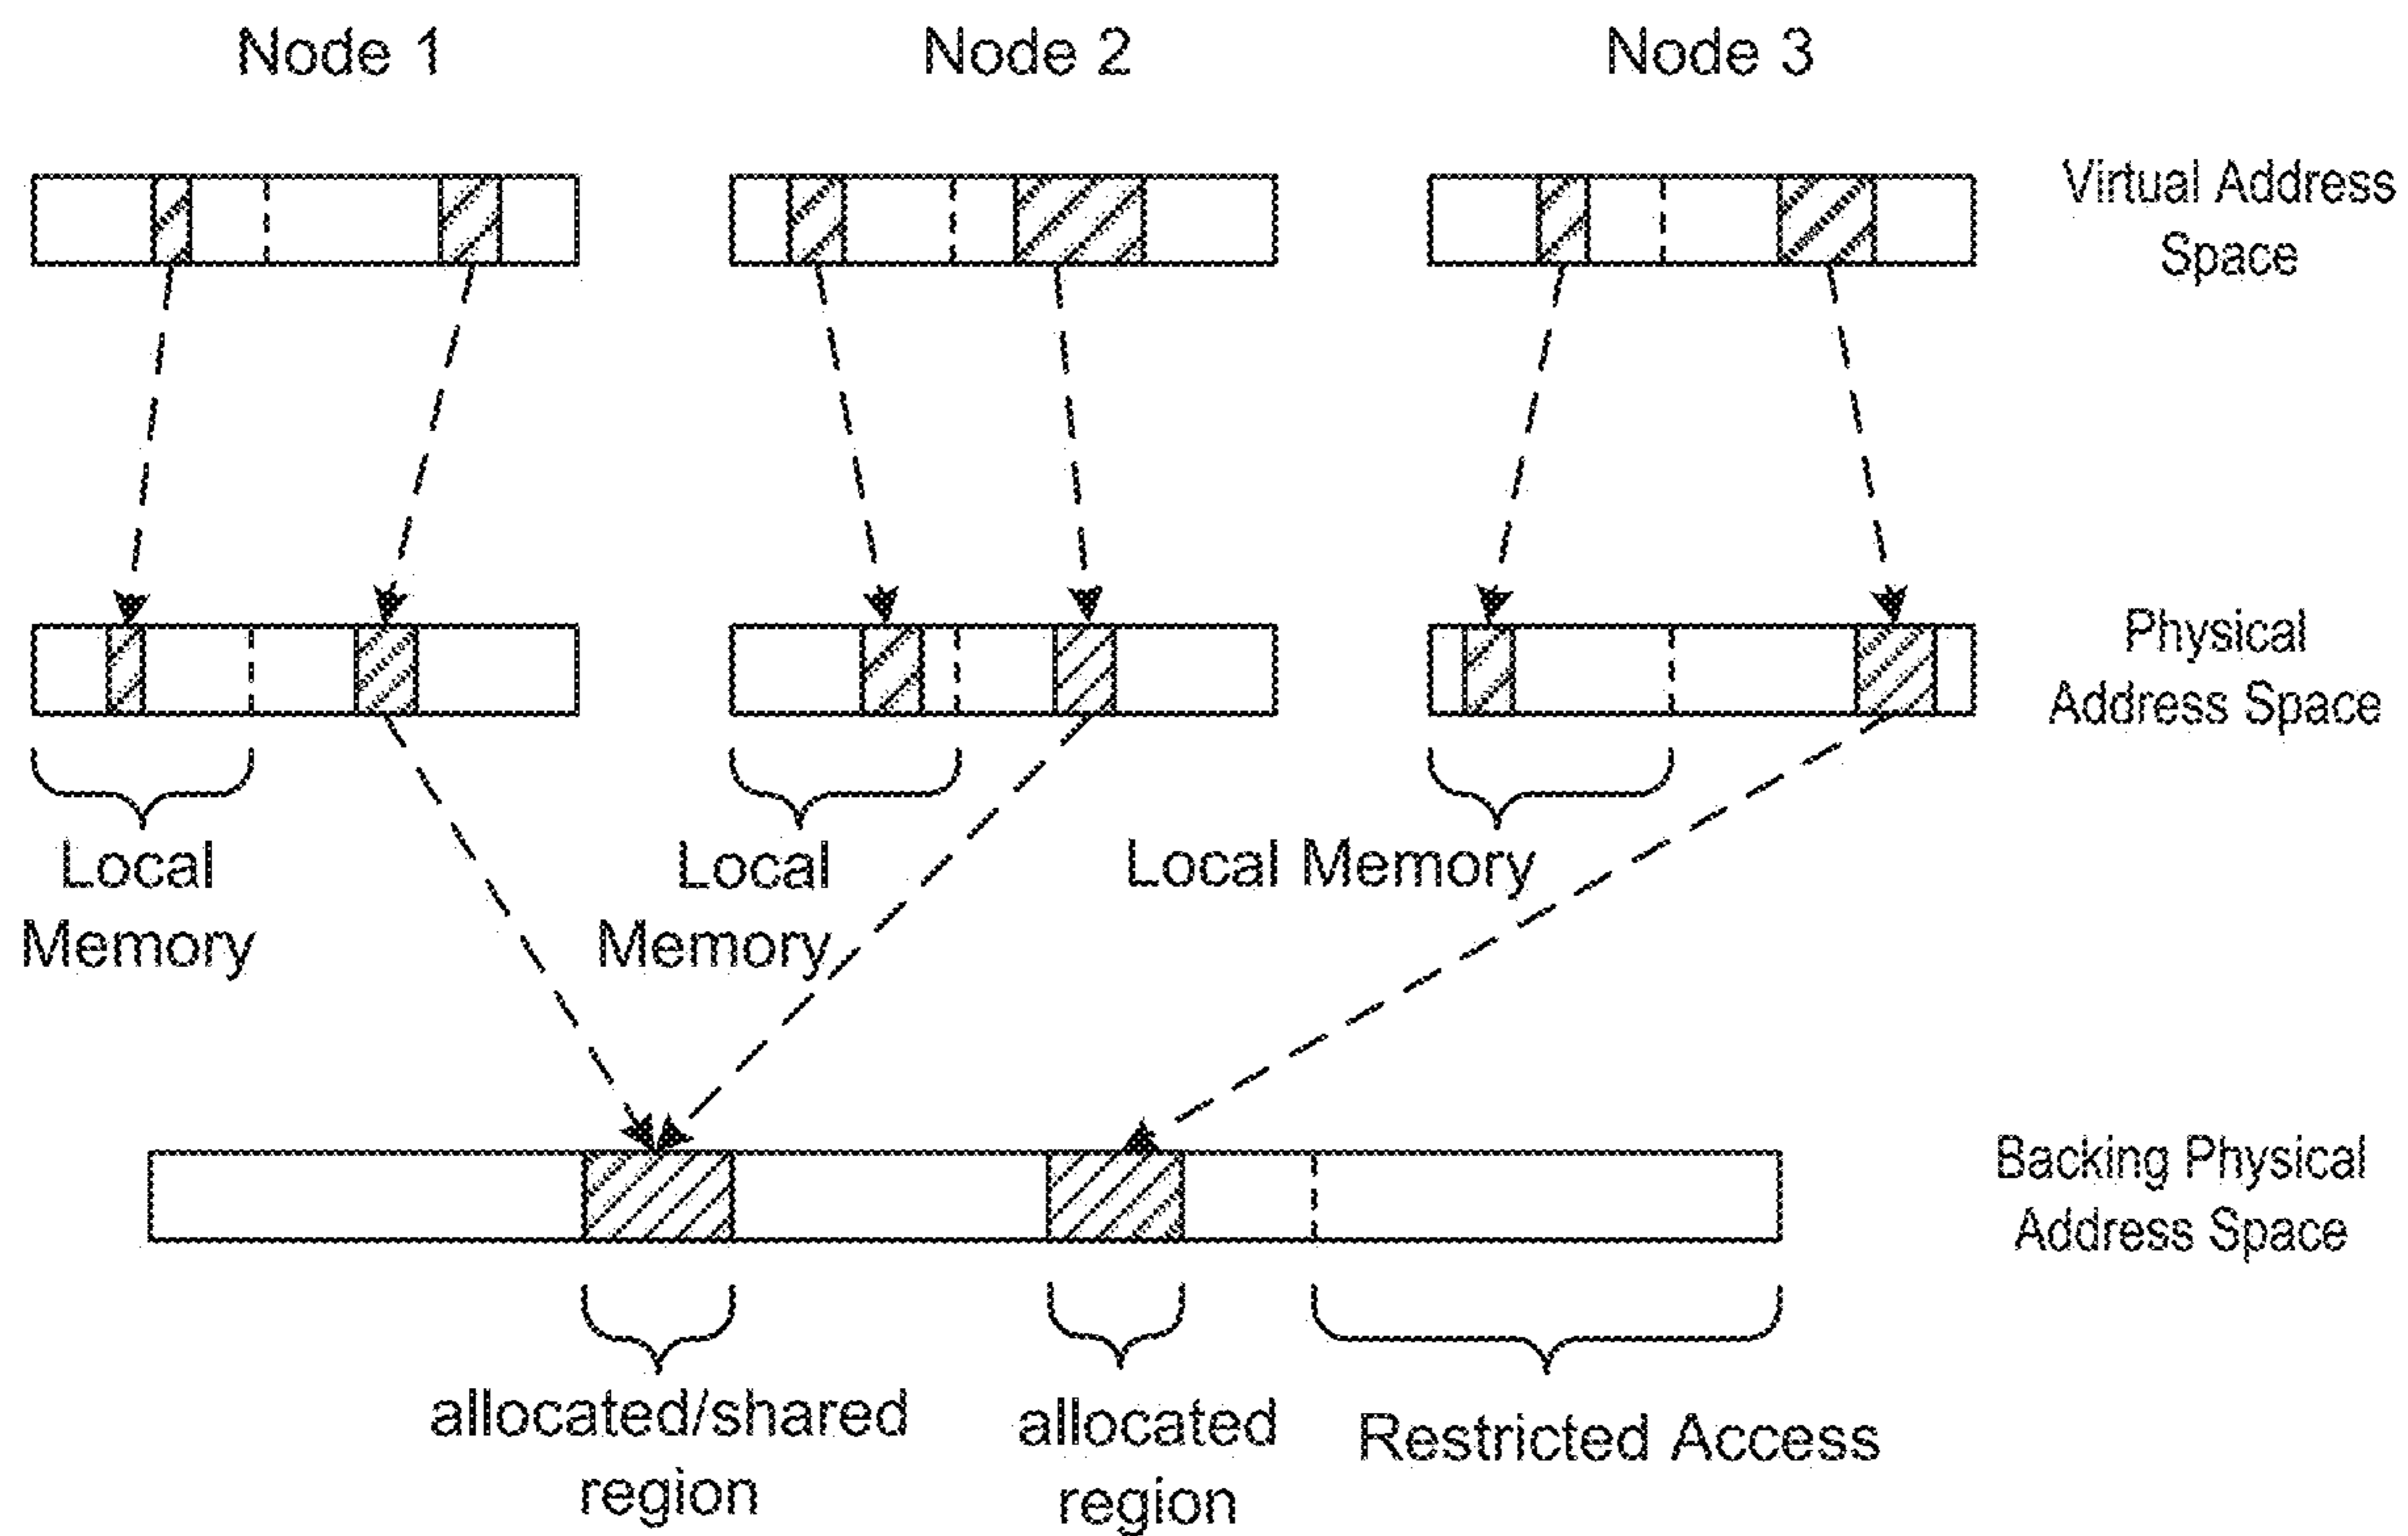 Node 1
Node 2
Node 3
Virtual Address
Space
Physical
Address Space
Local
Memory
Local
Memory
Local Memory
Backing Physical
Address Space
allocated/shared
region
allocated
region
Restricted Access